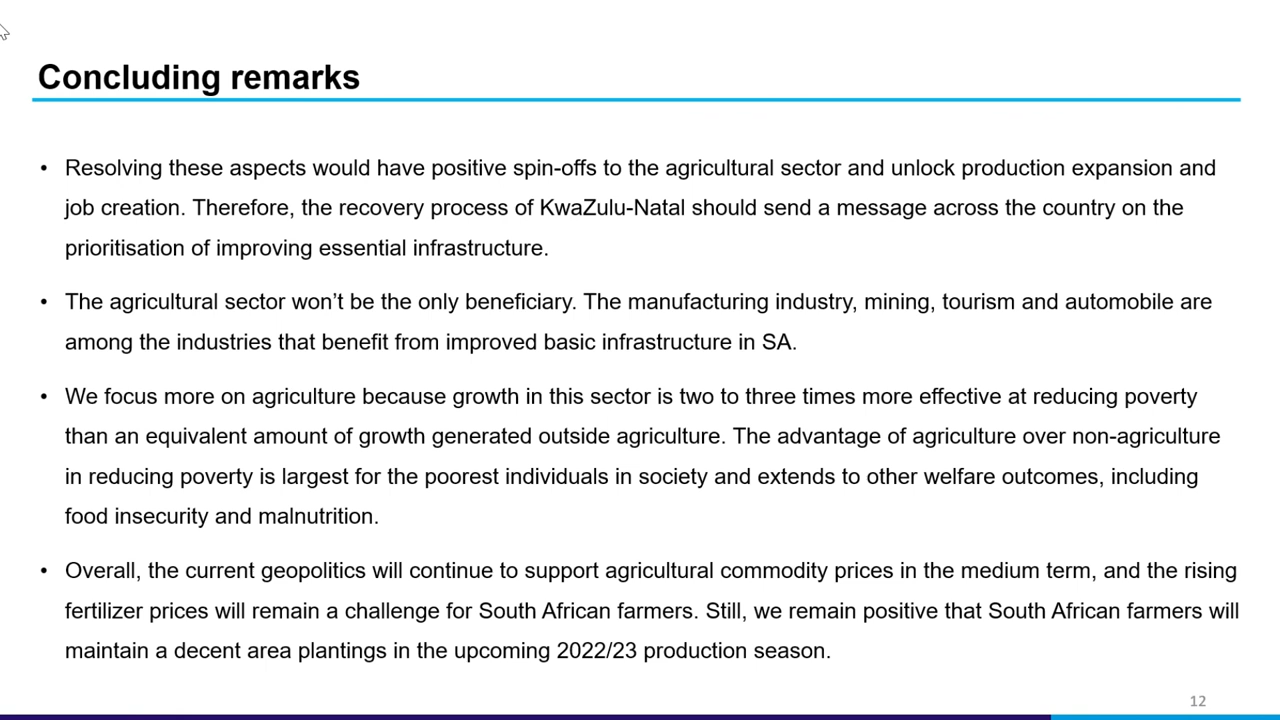 Concluding remarks
• Resolving these aspects would have positive spin-offs to the agricultural sector and unlock production expansion and
job creation. Therefore, the recovery process of KwaZulu-Natal should send a message across the country on the
prioritisation of improving essential infrastructure.
• The agricultural sector won’t be the only beneficiary. The manufacturing industry, mining, tourism and automobile are
among the industries that benefit from improved basic infrastructure in SA.
• We focus more on agriculture because growth in this sector is two to three times more effective at reducing poverty
than an equivalent amount of growth generated outside agriculture. The advantage of agriculture over non-agriculture
in reducing poverty is largest for the poorest individuals in society and extends to other welfare outcomes, including
food insecurity and malnutrition.
• Overall, the current geopolitics will continue to support agricultural commodity prices in the medium term, and the rising
fertilizer prices will remain a challenge for South African farmers. Still, we remain positive that South African farmers will
maintain a decent area plantings in the upcoming 2022/23 production season.
12